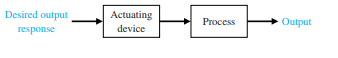 Desired output
response
Actuating
device
Process
Output